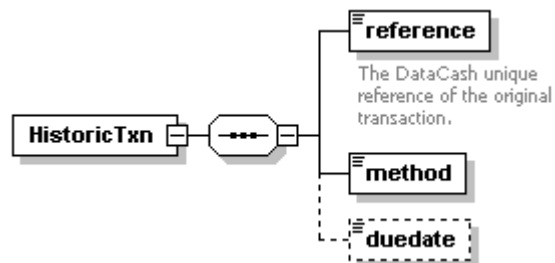 reference
The DataCash unique
reference of the original
transaction.
HistoricTxn
method
duedate